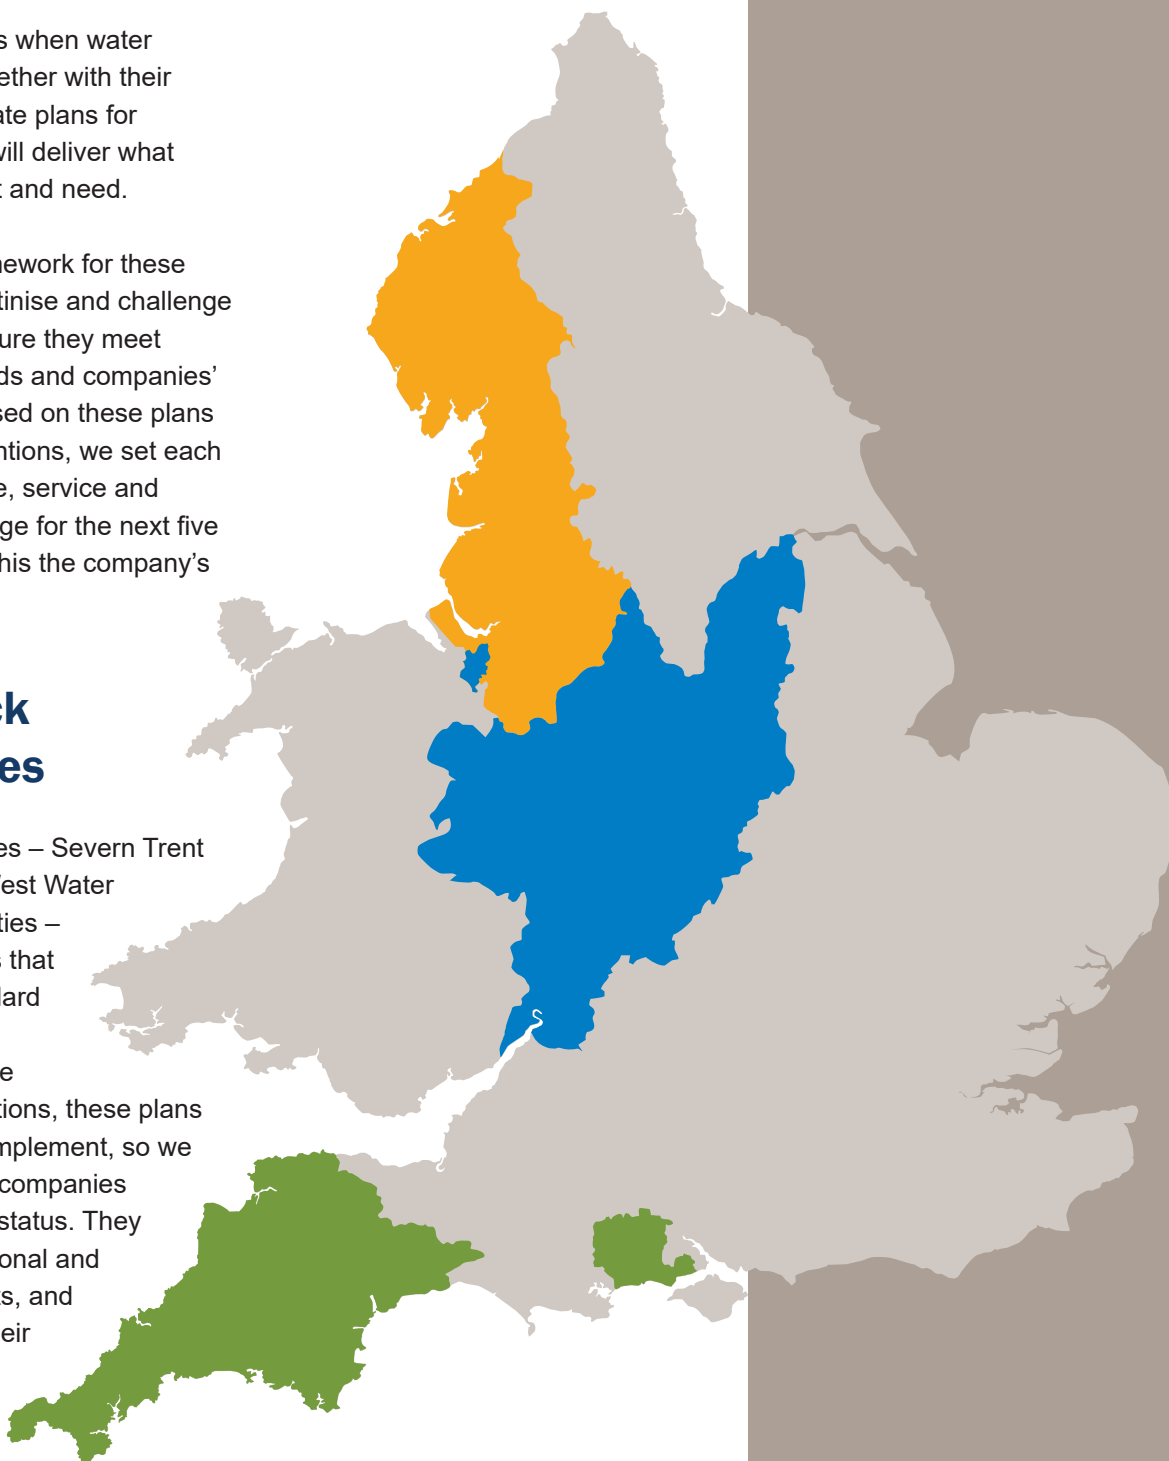 s when water
ether with their
ate plans for
will deliver what
t and need.
nework for these
tinise and challenge
ure they meet
ds and companies’
sed on these plans
ntions, we set each
e, service and
ge for the next five
his the company’s
ck
es
es – Severn Trent
est Water
ties –
s that
lard
e
tions, these plans
mplement, so we
companies
status. They
onal and
ts, and
eir